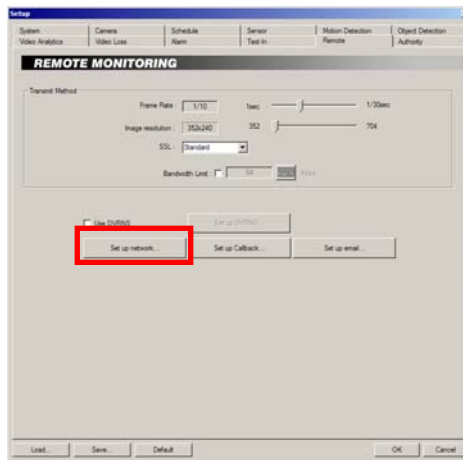 Setup
System Camera Schedule Sensor Motion Detection Object Detection
Video Analytics Video Loss Alarm Text-In Remote Authority
REMOTE MONITORING
Transmit Method
Frame Rate : 1/10 1sec 1/30sec
Image resolution : 352x240 352 704
SSL : Standard
Bandwidth Limit :
Use DVRNS Set up DVRNS...
Set up network... Set up Callback... Set up email...
Load... Save... Default OK Cancel